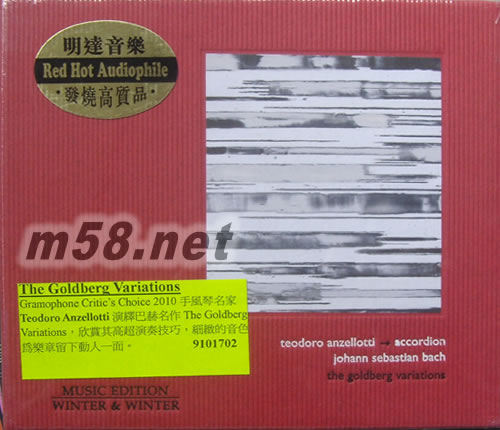 明達音樂
Red Hot Audiophile
·發燒高質品·
m58.net
The Goldberg Variations
Gramophone Critic's Choice 2010 手風琴名家
Teodoro Anzellotti 演繹巴赫名作 The Goldberg
Variations，欣賞其高超演奏技巧，細緻的音色
爲樂章留下動人一面。 9101702
teodoro anzellotti → accordion
johann sebastian bach
the goldberg variations
MUSIC EDITION
WINTER & WINTER